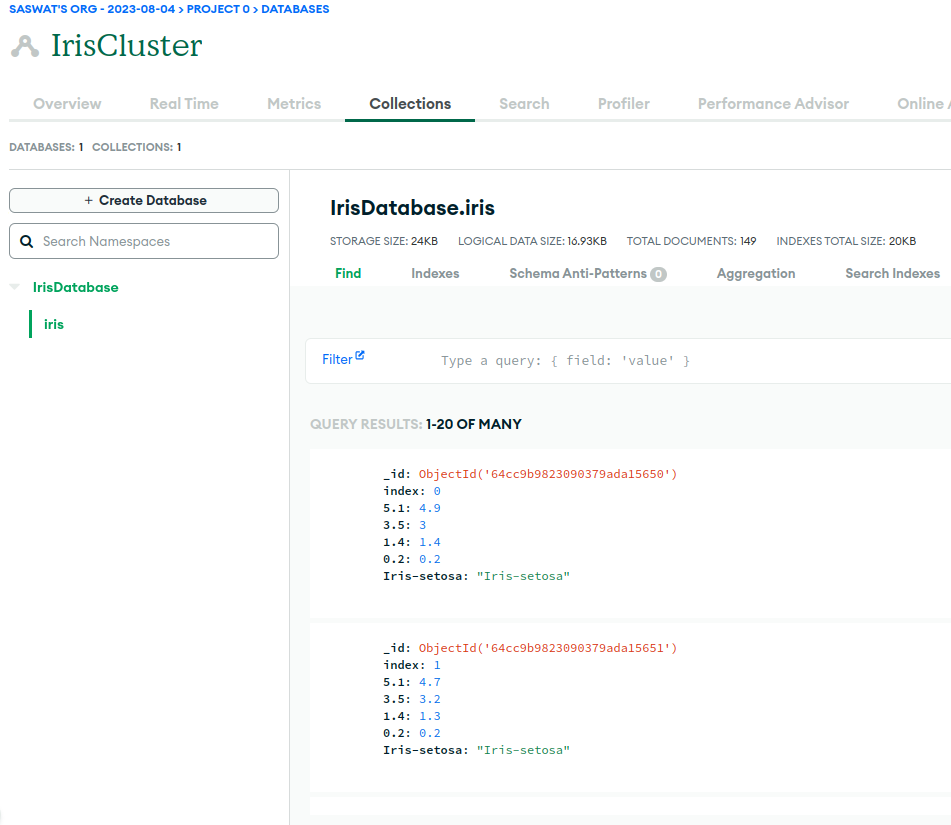 SASWAT'S ORG - 2023-08-04 > PROJECT 0 > DATABASES
IrisCluster
Overview Real Time Metrics Collections Search Profiler Performance Advisor Online A
DATABASES: 1 COLLECTIONS: 1
+ Create Database
Search Namespaces
IrisDatabase
iris
IrisDatabase.iris
STORAGE SIZE: 24KB LOGICAL DATA SIZE: 16.93KB TOTAL DOCUMENTS: 149 INDEXES TOTAL SIZE: 20KB
Find Indexes Schema Anti-Patterns 0 Aggregation Search Indexes
Filter Type a query: { field: 'value' }
QUERY RESULTS: 1-20 OF MANY
_id: ObjectId('64cc9b9823090379ada15650')
index: 0
5.1: 4.9
3.5: 3
1.4: 1.4
0.2: 0.2
Iris-setosa: "Iris-setosa"
_id: ObjectId('64cc9b9823090379ada15651')
index: 1
5.1: 4.7
3.5: 3.2
1.4: 1.3
0.2: 0.2
Iris-setosa: "Iris-setosa"